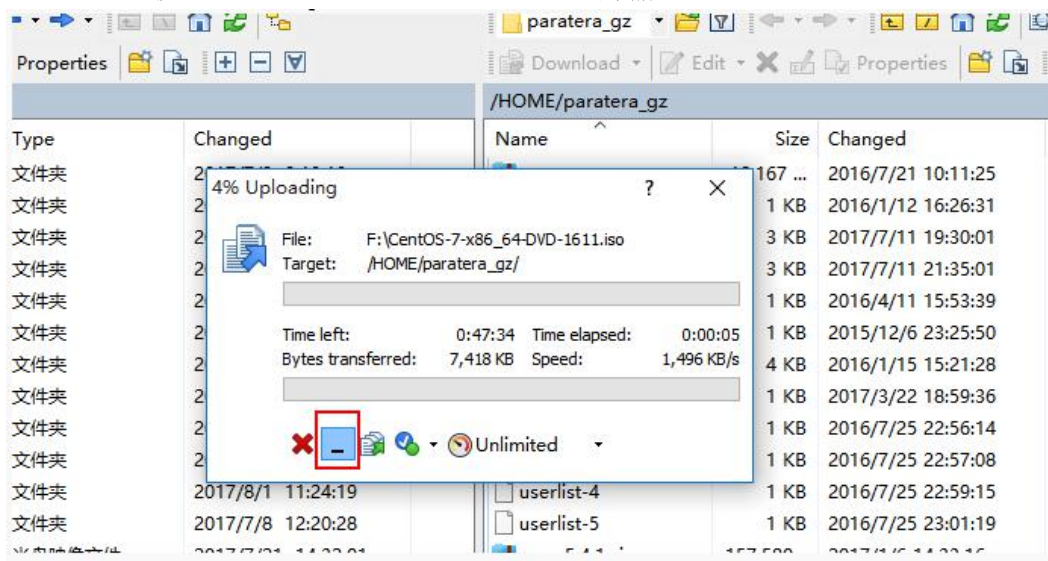 paratera_gz
Properties
Download
Edit
Properties
/HOME/paratera_gz
Type Changed
Name Size Changed
文件夹
167 ... 2016/7/21 10:11:25
文件夹
1 KB 2016/1/12 16:26:31
文件夹
3 KB 2017/7/11 19:30:01
文件夹
3 KB 2017/7/11 21:35:01
文件夹
1 KB 2016/4/11 15:53:39
文件夹
1 KB 2015/12/6 23:25:50
文件夹
4 KB 2016/1/15 15:21:28
文件夹
1 KB 2017/3/22 18:59:36
文件夹
1 KB 2016/7/25 22:56:14
文件夹
1 KB 2016/7/25 22:57:08
文件夹 2017/8/1 11:24:19
userlist-4 1 KB 2016/7/25 22:59:15
文件夹 2017/7/8 12:20:28
userlist-5 1 KB 2016/7/25 23:01:19
4% Uploading ?
File: F:\CentOS-7-x86_64-DVD-1611.iso
Target: /HOME/paratera_gz/
Time left: 0:47:34 Time elapsed: 0:00:05
Bytes transferred: 7,418 KB Speed: 1,496 KB/s
Unlimited